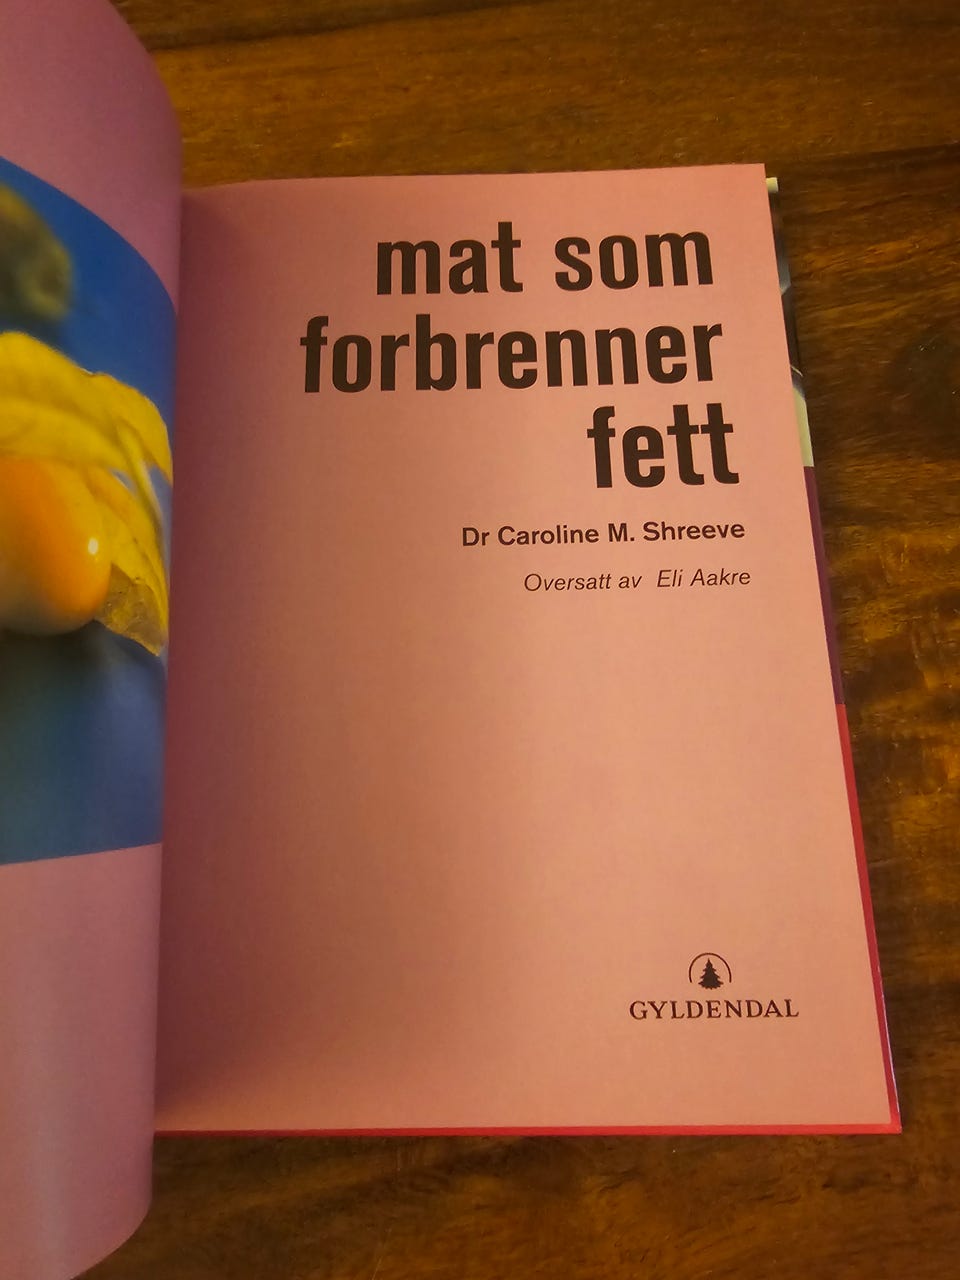 mat som
forbrenner
fett
Dr Caroline M. Shreeve
Oversatt av Eli Aakre
GYLDENDAL